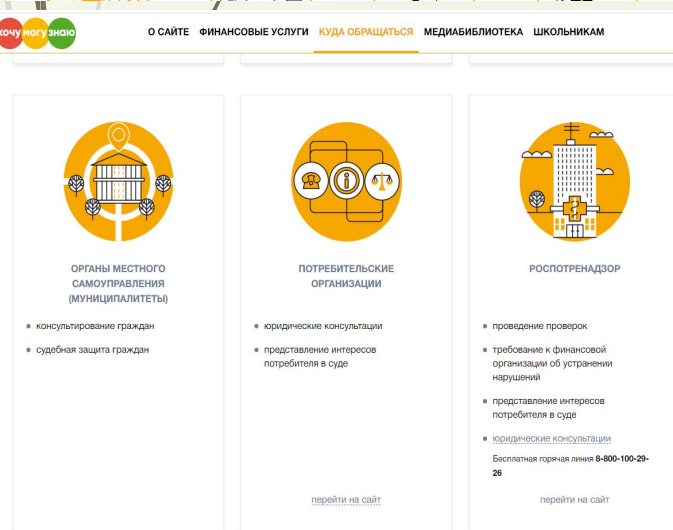 хочу могу знаю
О САЙТЕ ФИНАНСОВЫЕ УСЛУГИ КУДА ОБРАЩАТЬСЯ МЕДИАБИБЛИОТЕКА ШКОЛЬНИКАМ
ОРГАНЫ МЕСТНОГО
САМОУПРАВЛЕНИЯ
(МУНИЦИПАЛИТЕТЫ)
консультирование граждан
судебная защита граждан
ПОТРЕБИТЕЛЬСКИЕ
ОРГАНИЗАЦИИ
юридические консультации
представление интересов
потребителя в суде
перейти на сайт
РОСПОТРЕНАДЗОР
проведение проверок
требование к финансовой
организации об устранении
нарушений
представление интересов
потребителя в суде
юридические консультации
Бесплатная горячая линия 8-800-100-29-
26
перейти на сайт